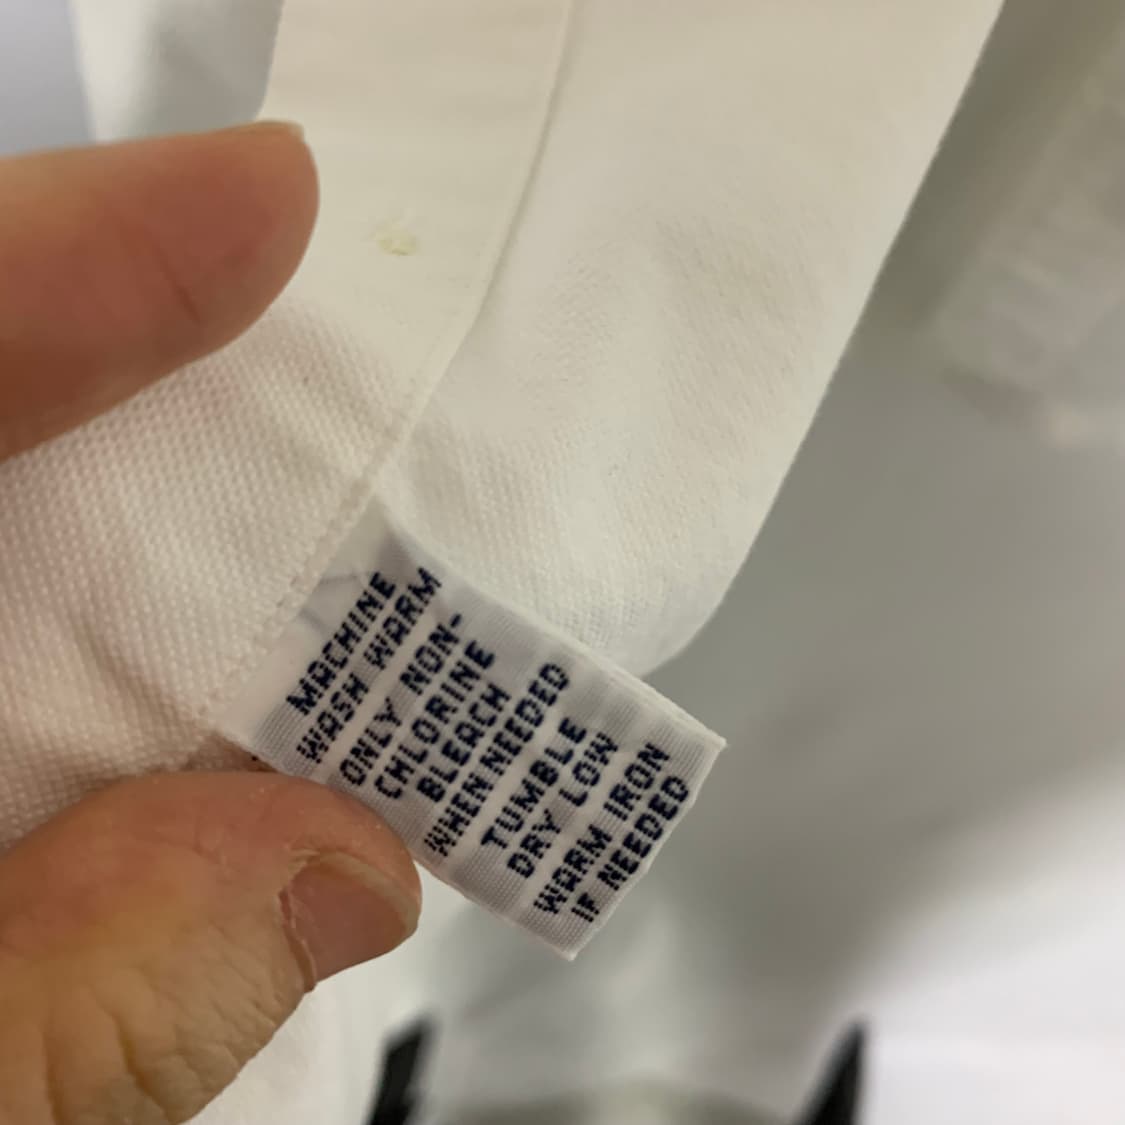 MACHINE
WASH WARM
ONLY NON-
CHLORINE
BLEACH
WHEN NEEDED
TUMBLE
DRY LOW
WARM IRON
IF NEEDED